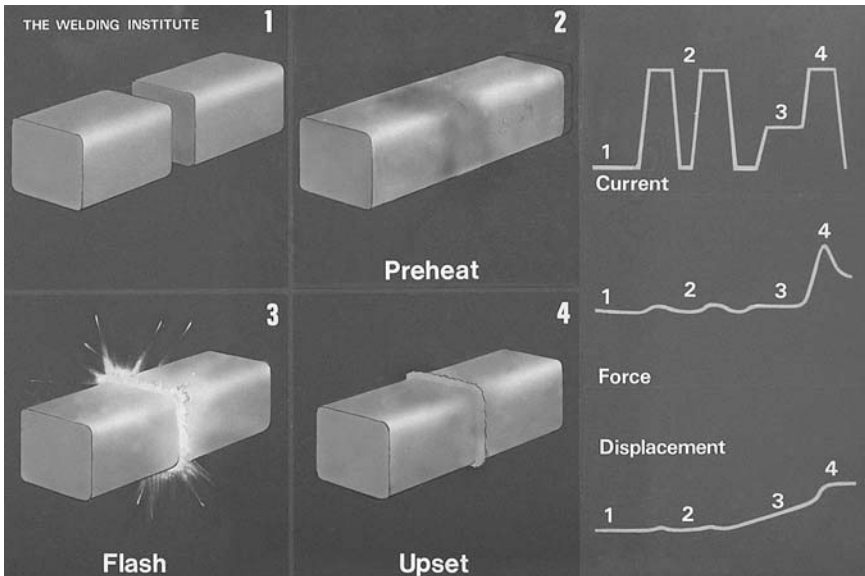 THE WELDING INSTITUTE
1
2
Preheat
3
Flash
4
Upset
1
2
3
4
Current
1
2
3
4
Force
Displacement
1
2
3
4